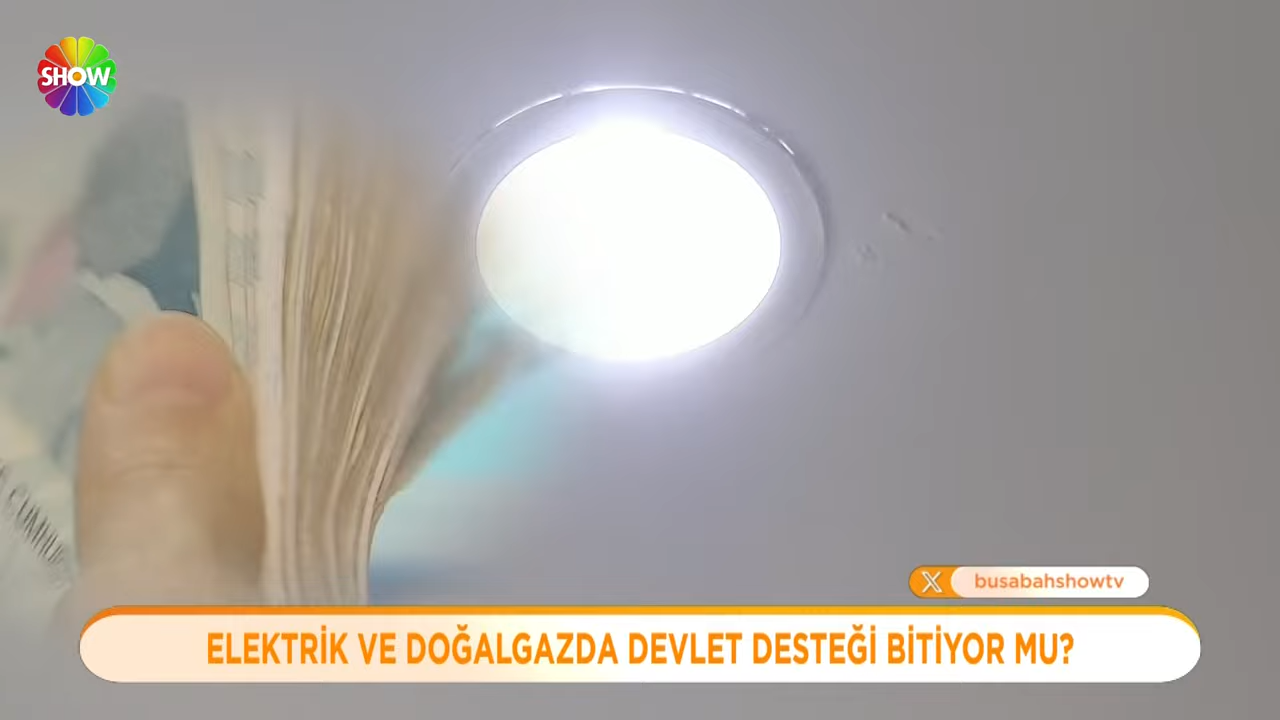 SHOW
busabahshowtv
ELEKTRİK VE DOĞALGAZDA DEVLET DESTEĞİ BİTİYOR MU?